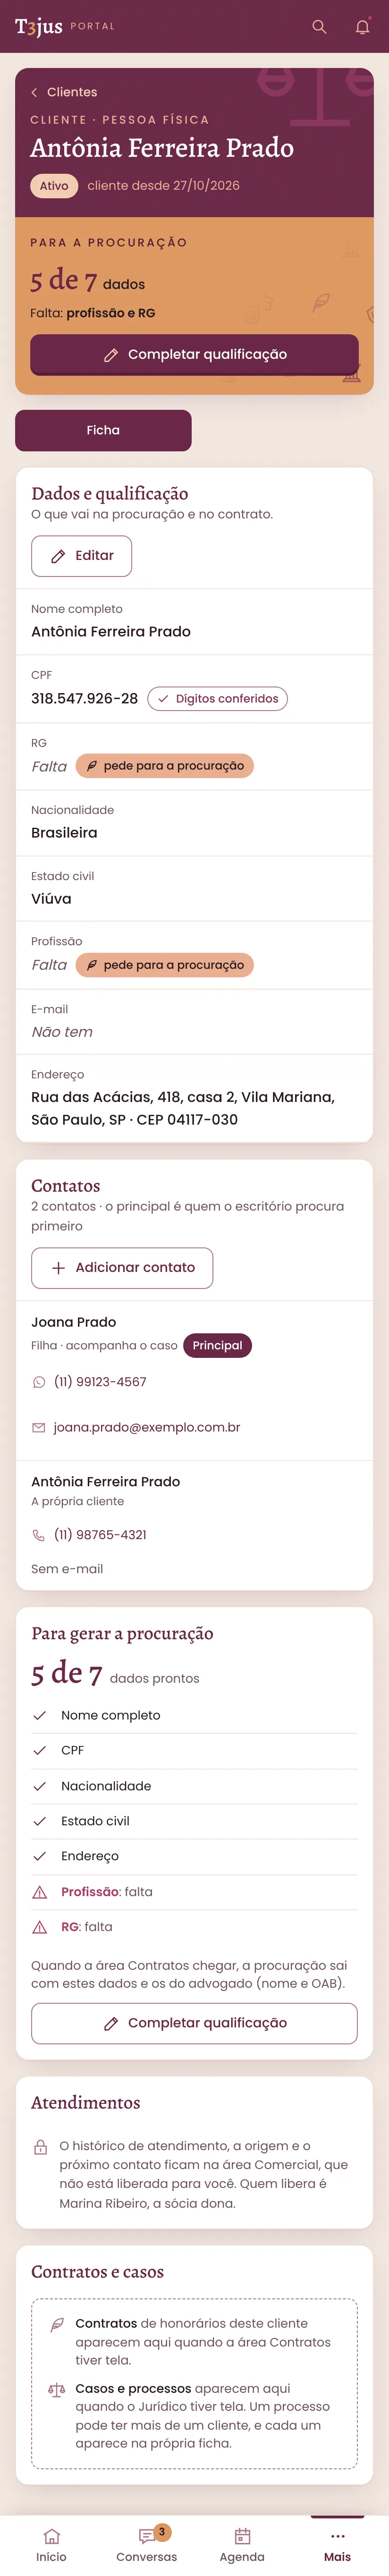 T3jus PORTAL
Clientes
CLIENTE · PESSOA FÍSICA
Antônia Ferreira Prado
Ativo cliente desde 27/10/2026
PARA A PROCURAÇÃO
5 de 7 dados
Falta: profissão e RG
Completar qualificação
Ficha
Dados e qualificação
O que vai na procuração e no contrato.
Editar
Nome completo
Antônia Ferreira Prado
CPF
318.547.926-28 Dígitos conferidos
RG
Falta pede para a procuração
Nacionalidade
Brasileira
Estado civil
Viúva
Profissão
Falta pede para a procuração
E-mail
Não tem
Endereço
Rua das Acácias, 418, casa 2, Vila Mariana,
São Paulo, SP · CEP 04117-030
Contatos
2 contatos · o principal é quem o escritório procura
primeiro
Adicionar contato
Joana Prado
Filha · acompanha o caso Principal
(11) 99123-4567
joana.prado@exemplo.com.br
Antônia Ferreira Prado
A própria cliente
(11) 98765-4321
Sem e-mail
Para gerar a procuração
5 de 7 dados prontos
Nome completo
CPF
Nacionalidade
Estado civil
Endereço
Profissão: falta
RG: falta
Quando a área Contratos chegar, a procuração sai
com estes dados e os do advogado (nome e OAB).
Completar qualificação
Atendimentos
O histórico de atendimento, a origem e o
próximo contato ficam na área Comercial, que
não está liberada para você. Quem libera é
Marina Ribeiro, a sócia dona.
Contratos e casos
Contratos de honorários deste cliente
aparecem aqui quando a área Contratos
tiver tela.
Casos e processos aparecem aqui
quando o Jurídico tiver tela. Um processo
pode ter mais de um cliente, e cada um
aparece na própria ficha.
3
Início Conversas Agenda Mais